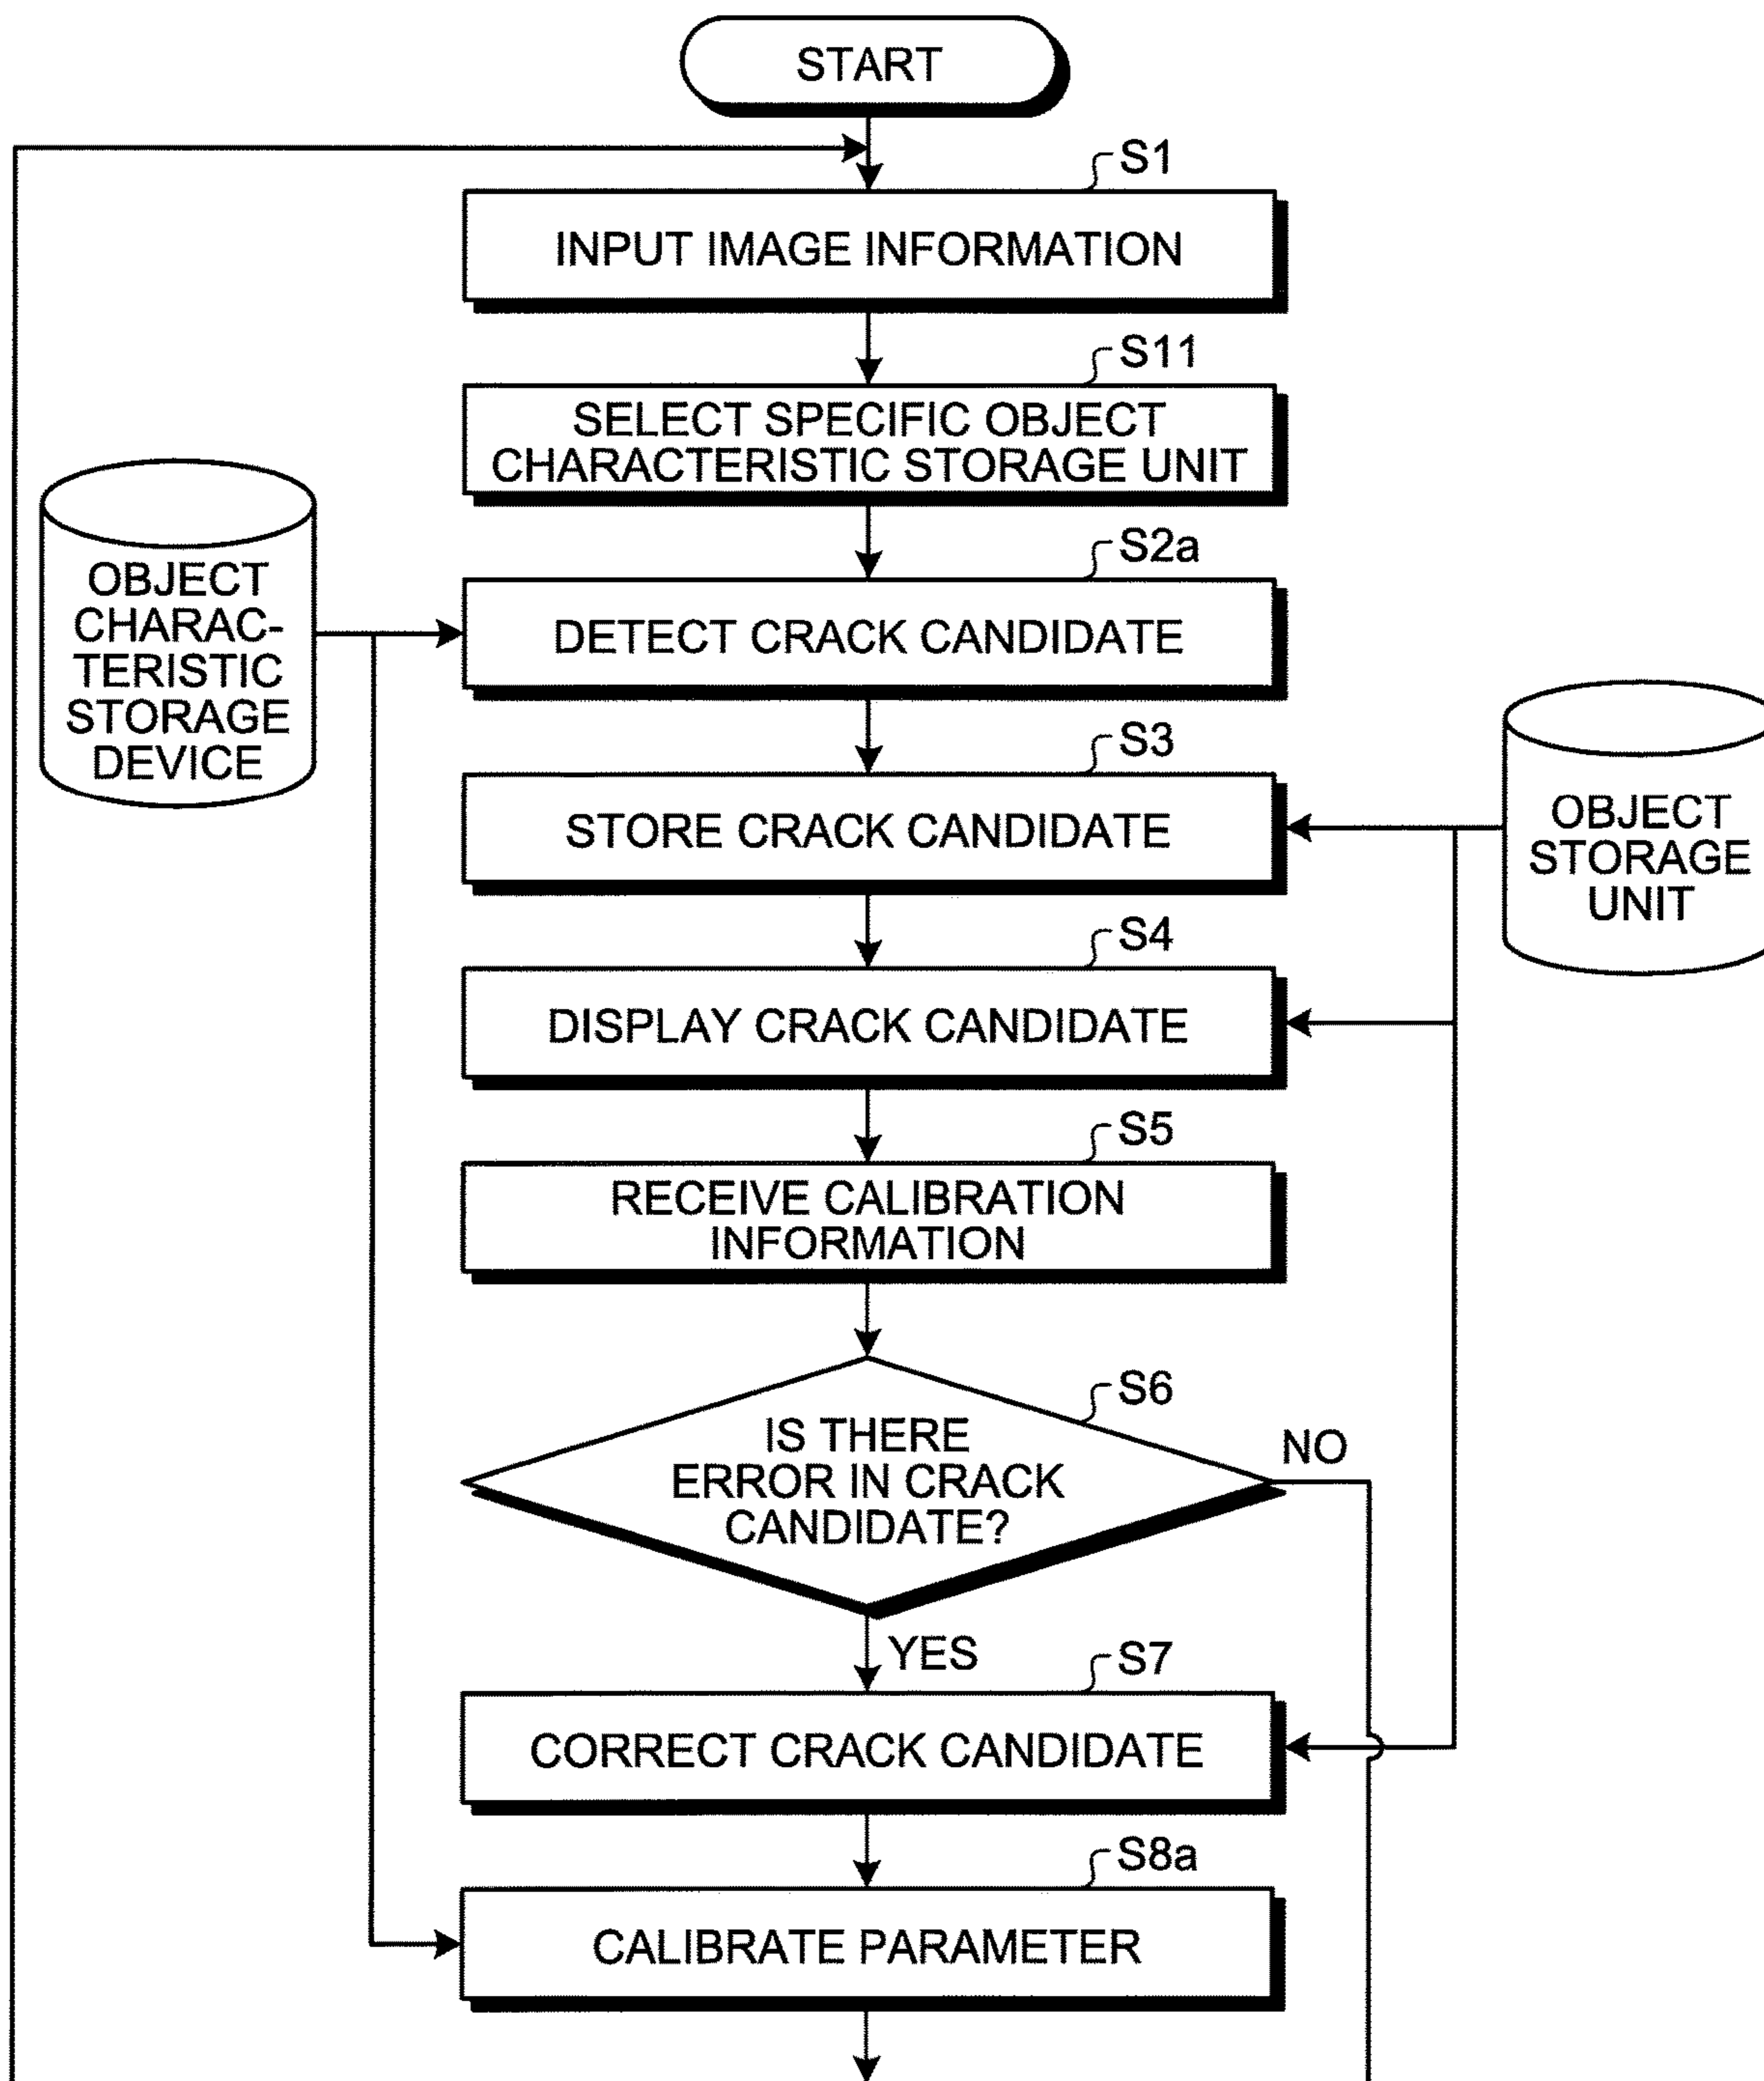 START
S1
INPUT IMAGE INFORMATION
S11
SELECT SPECIFIC OBJECT
CHARACTERISTIC STORAGE UNIT
OBJECT
CHARAC-
TERISTIC
STORAGE
DEVICE
S2a
DETECT CRACK CANDIDATE
S3
STORE CRACK CANDIDATE
OBJECT
STORAGE
UNIT
S4
DISPLAY CRACK CANDIDATE
S5
RECEIVE CALIBRATION
INFORMATION
S6
IS THERE
ERROR IN CRACK
CANDIDATE?
NO
YES
S7
CORRECT CRACK CANDIDATE
S8a
CALIBRATE PARAMETER